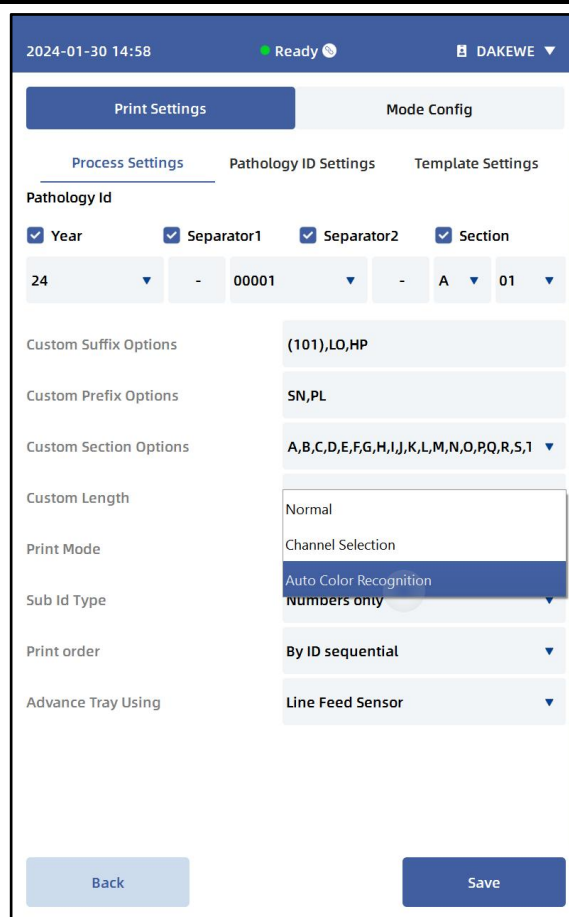 2024-01-30 14:58 Ready DAKEWE
Print Settings Mode Config
Process Settings Pathology ID Settings Template Settings
Pathology Id
Year Separator1 Separator2 Section
24 - 00001 - A 01
Custom Suffix Options (101),LO,HP
Custom Prefix Options SN,PL
Custom Section Options A,B,C,D,E,F,G,H,I,J,K,L,M,N,O,P,Q,R,S,
Custom Length
Normal
Print Mode Channel Selection
Auto Color Recognition
Sub Id Type Numbers only
Print order By ID sequential
Advance Tray Using Line Feed Sensor
Back Save